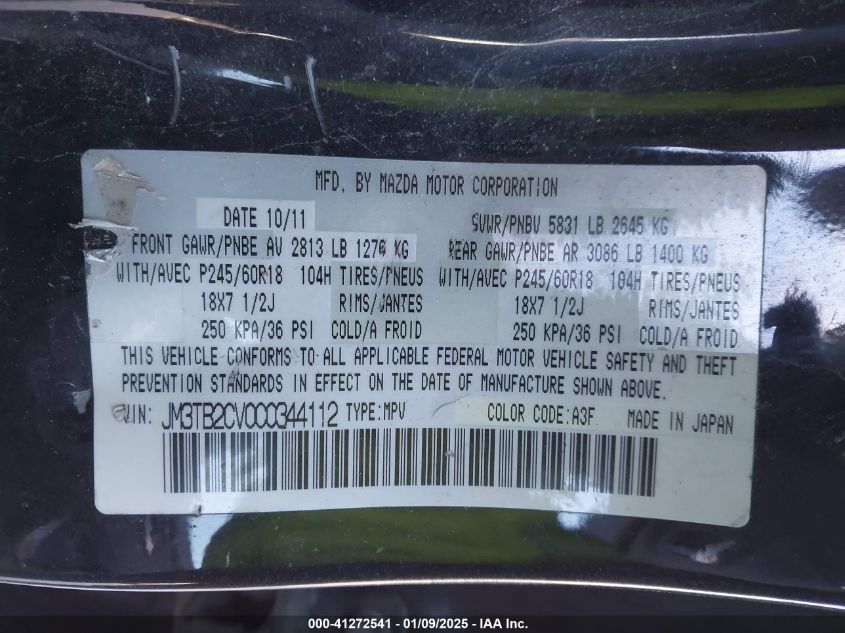 MFD. BY MAZDA MOTOR CORPORATION
DATE 10/11 GVWR/PNBV 5831 LB 2645 KG
FRONT GAWR/PNBE AV 2813 LB 1276 KG REAR GAWR/PNBE AR 3086 LB 1400 KG
WITH/AVEC P245/60R18 104H TIRES/PNEUS WITH/AVEC P245/60R18 104H TIRES/PNEUS
18X7 1/2J RIMS/JANTES 18X7 1/2J RIMS/JANTES
250 KPA/36 PSI COLD/A FROID 250 KPA/36 PSI COLD/A FROID
THIS VEHICLE CONFORMS TO ALL APPLICABLE FEDERAL MOTOR VEHICLE SAFETY AND THEFT
PREVENTION STANDARDS IN EFFECT ON THE DATE OF MANUFACTURE SHOWN ABOVE.
VIN: JM3TB2CV0C0344112 TYPE:MPV COLOR CODE:A3F MADE IN JAPAN
000-41272541 - 01/09/2025 - IAA Inc.